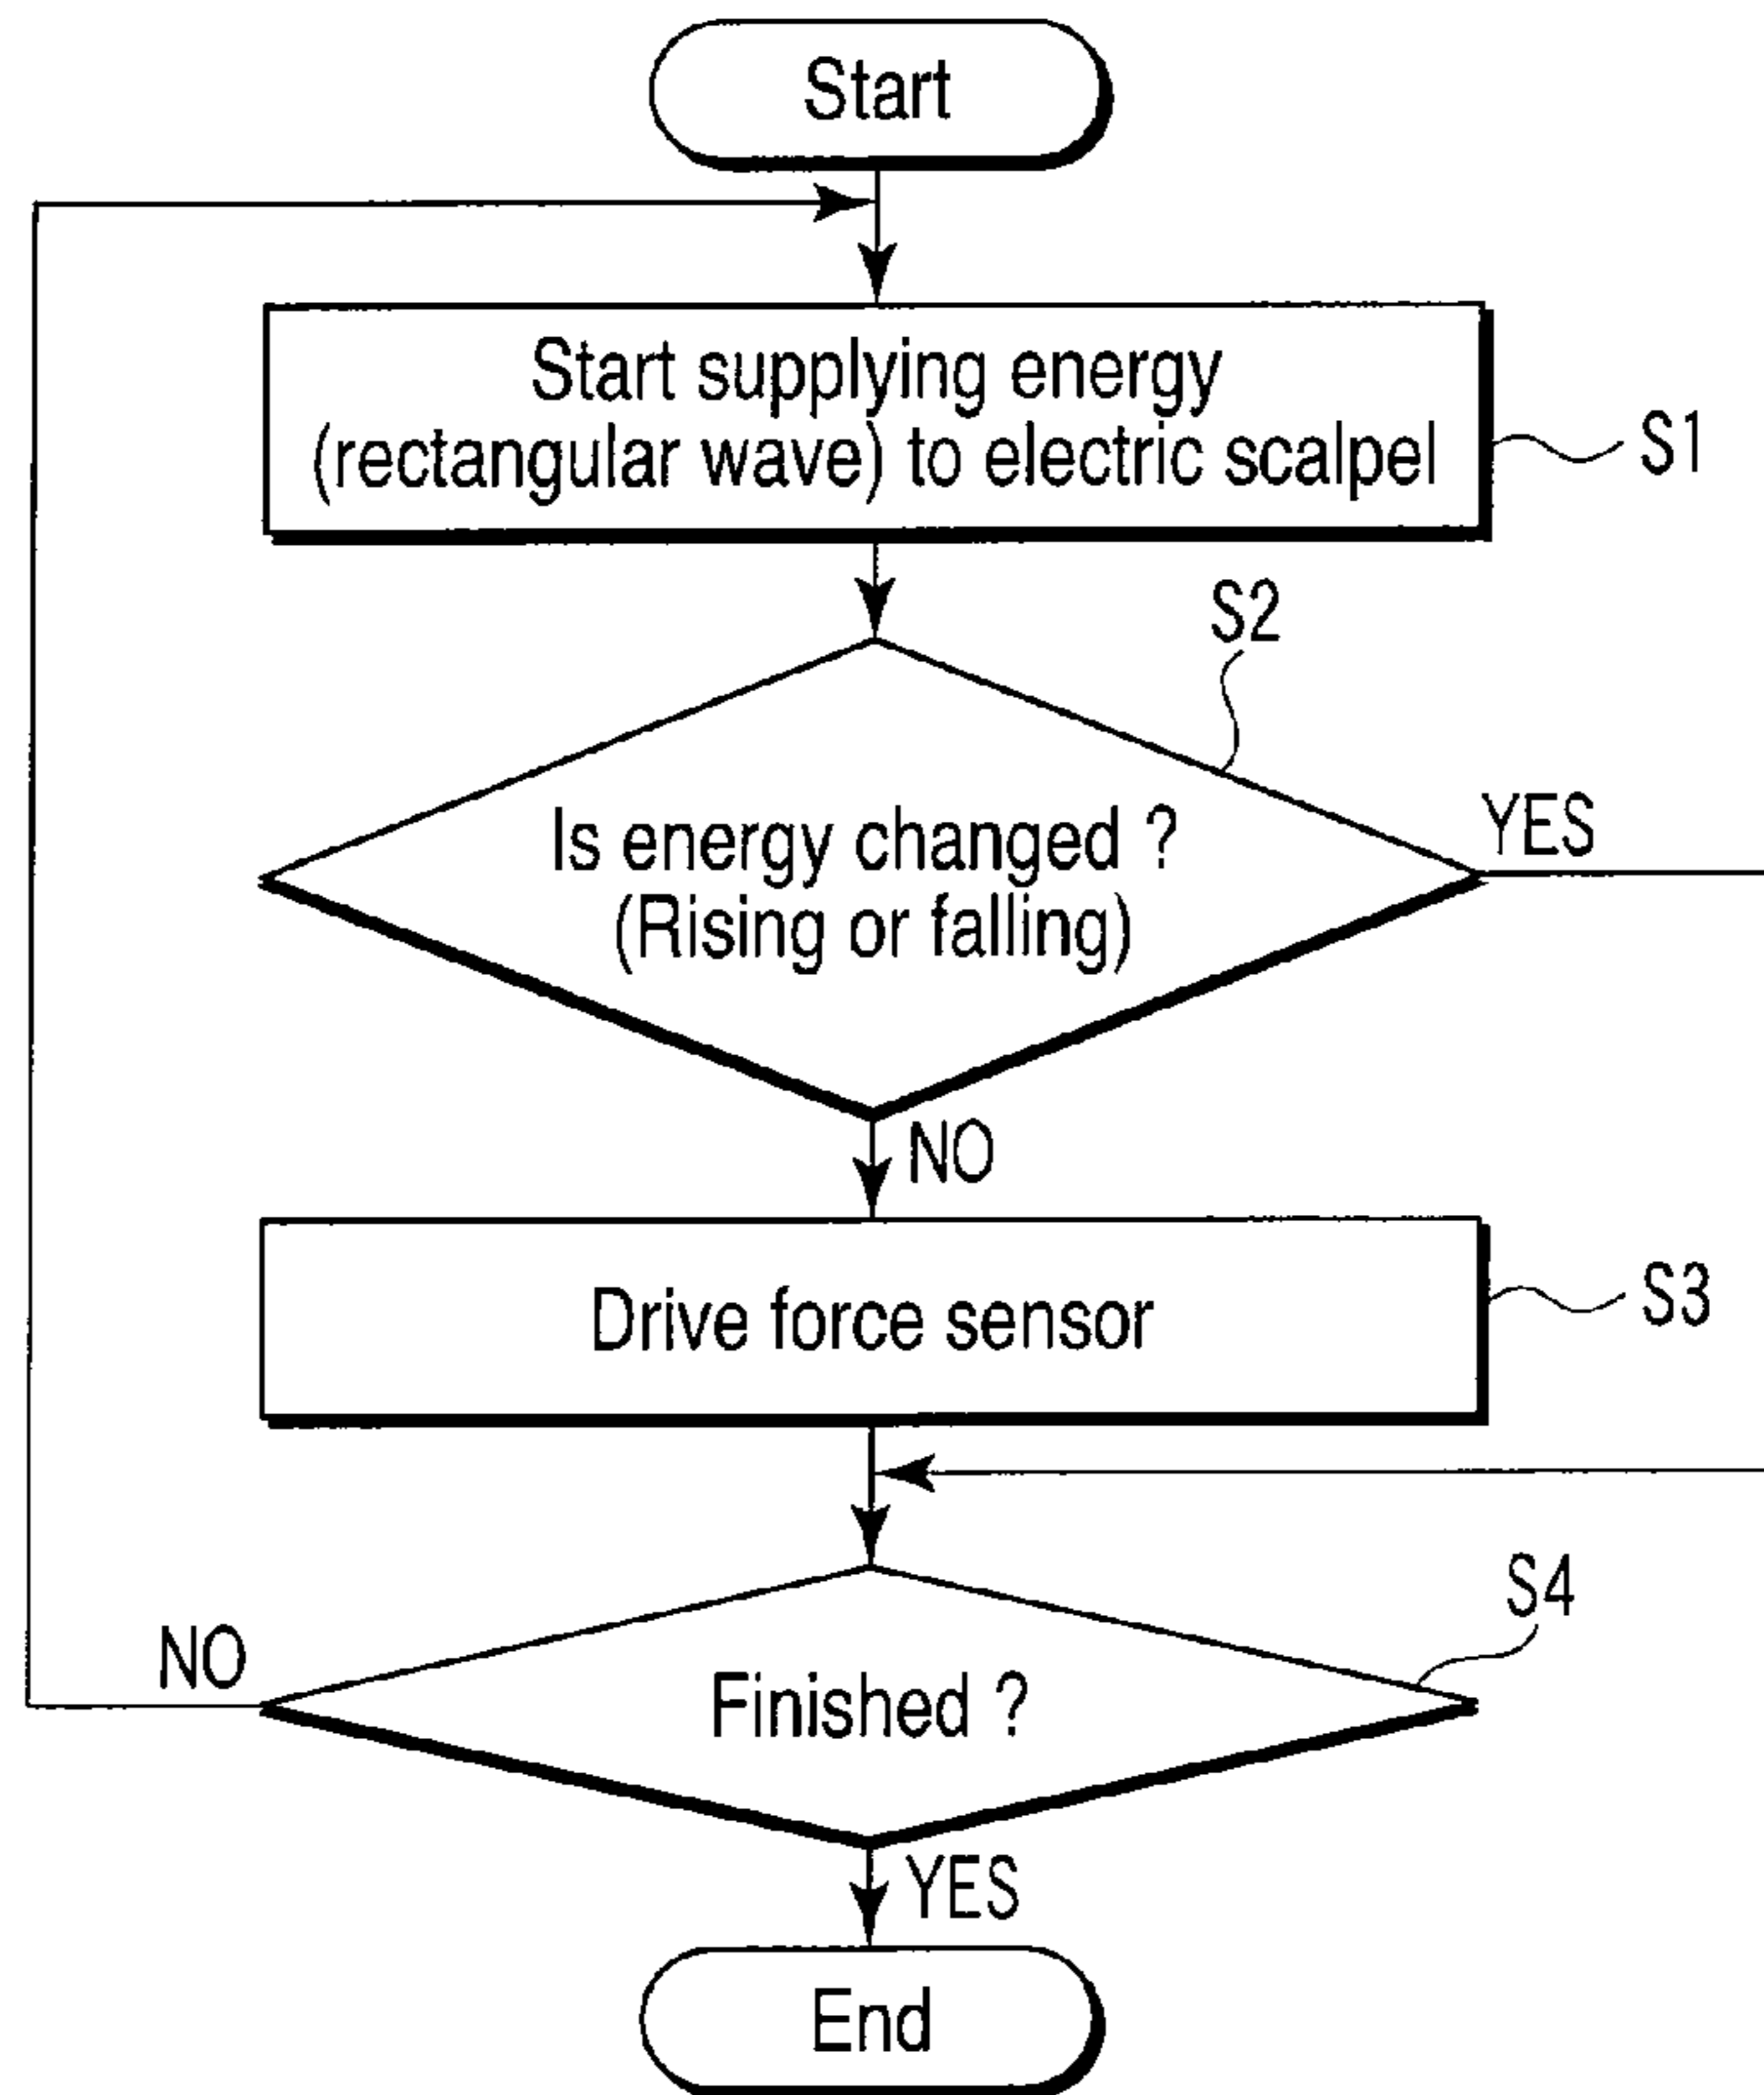 Start
Start supplying energy
(rectangular wave) to electric scalpel
S1
S2
Is energy changed ?
(Rising or falling)
YES
NO
Drive force sensor
S3
S4
NO
Finished ?
YES
End